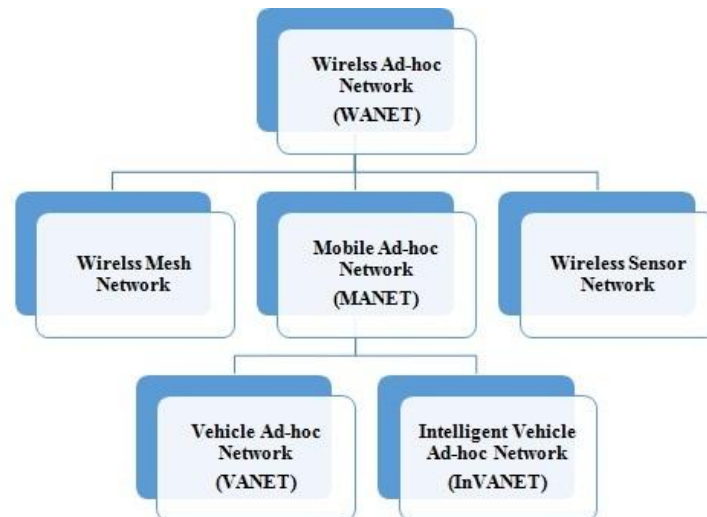 Wirelss Ad-hoc
Network
(WANET)
Wirelss Mesh
Network
Mobile Ad-hoc
Network
(MANET)
Wireless Sensor
Network
Vehicle Ad-hoc
Network
(VANET)
Intelligent Vehicle
Ad-hoc Network
(InVANET)